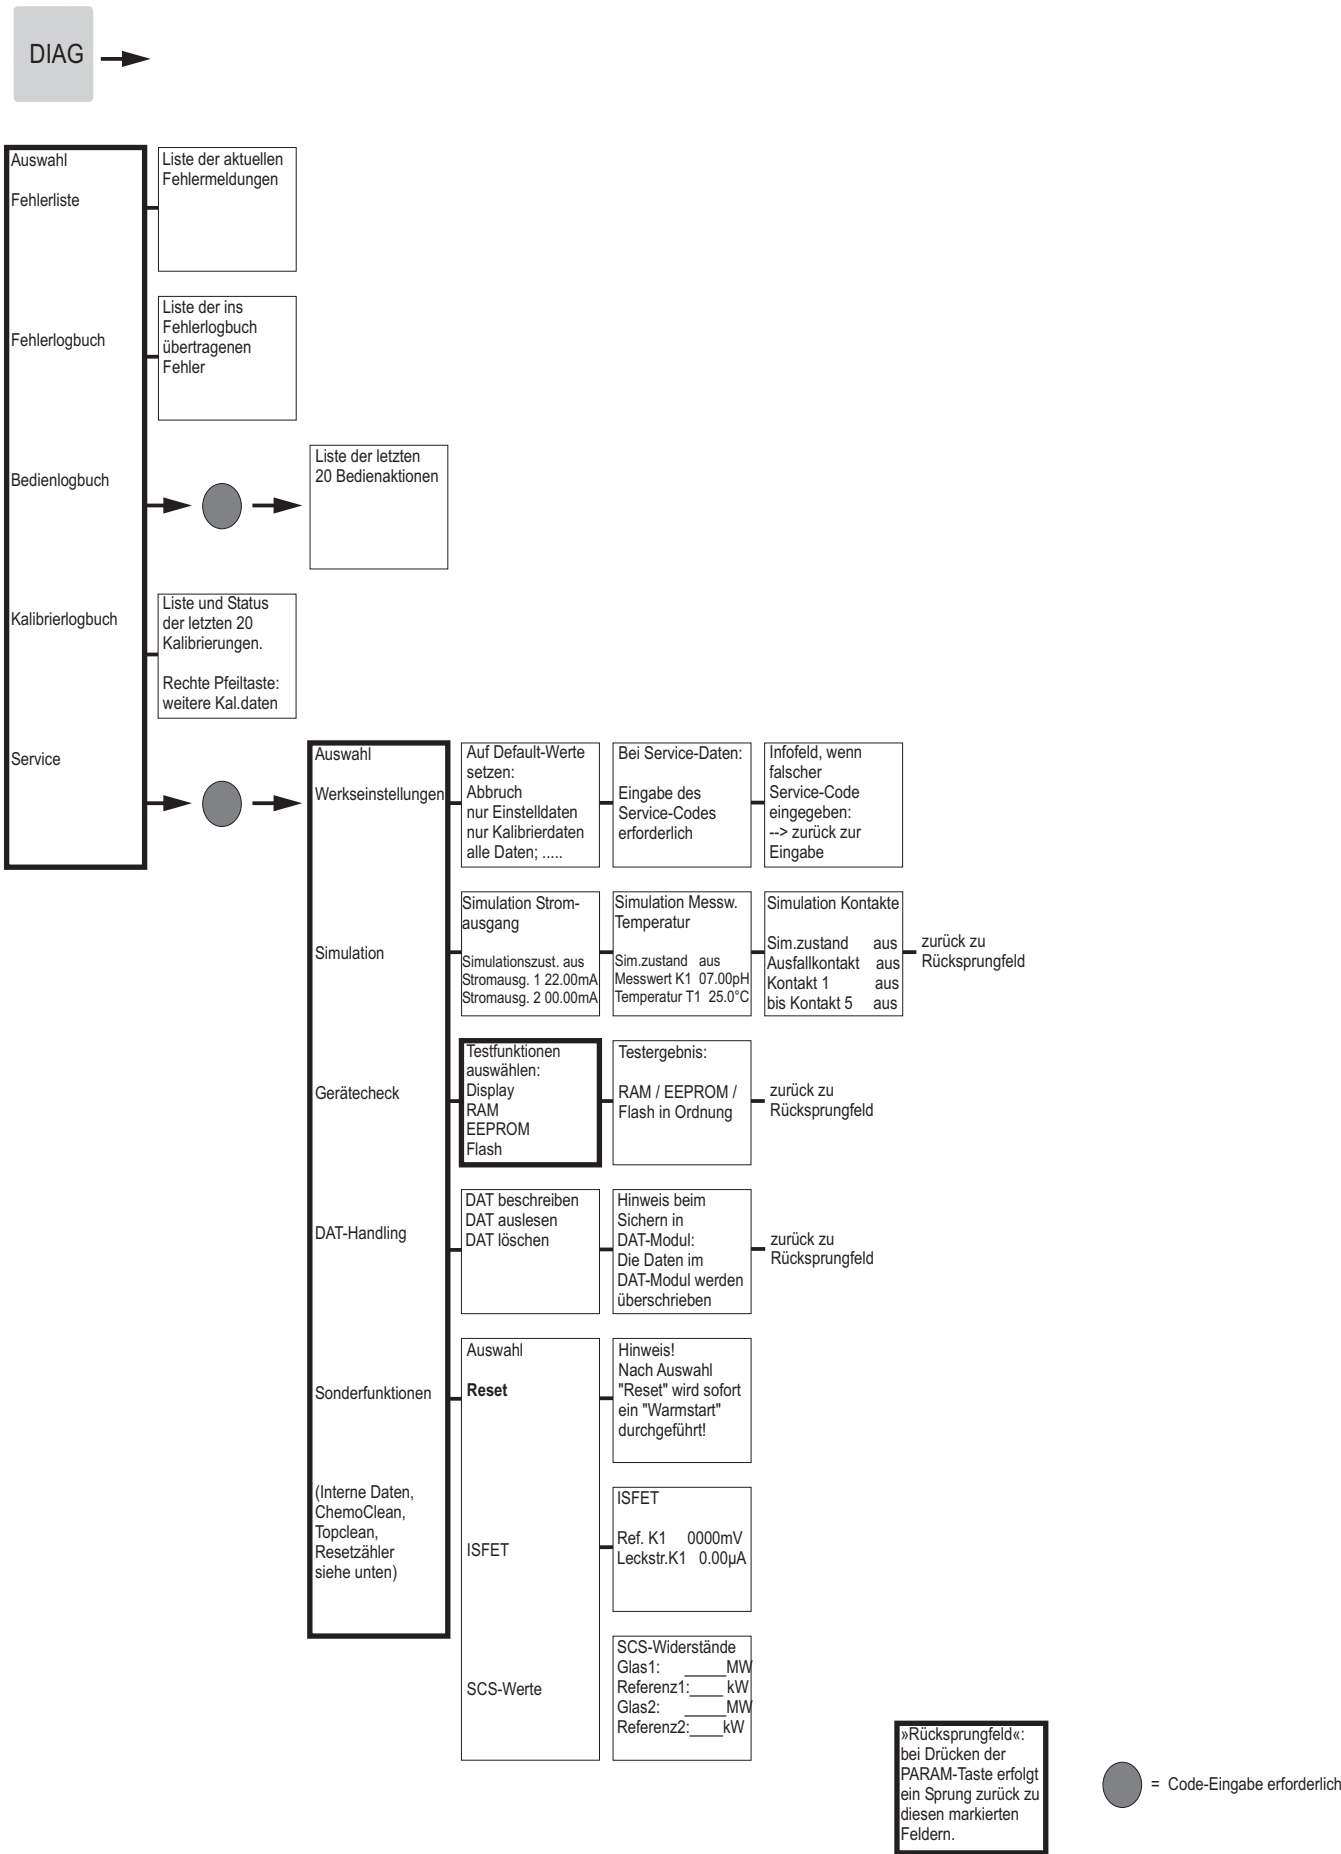 DIAG
Auswahl
Fehlerliste
Liste der aktuellen
Fehlermeldungen
Fehlerlogbuch
Liste der ins
Fehlerlogbuch
übertragenen
Fehler
Bedienlogbuch
Liste der letzten
20 Bedienaktionen
Kalibrierlogbuch
Liste und Status
der letzten 20
Kalibrierungen.
Rechte Pfeiltaste:
weitere Kal.daten
Service
Auswahl
Werkseinstellungen
Auf Default-Werte
setzen:
Abbruch
nur Einstelldaten
nur Kalibrierdaten
alle Daten; .....
Bei Service-Daten:
Eingabe des
Service-Codes
erforderlich
Infofeld, wenn
falscher
Service-Code
eingegeben:
--> zurück zur
Eingabe
Simulation
Simulation Strom-
ausgang
Simulationszust. aus
Stromausg. 1 22.00mA
Stromausg. 2 00.00mA
Simulation Messw.
Temperatur
Sim.zustand aus
Messwert K1 07.00pH
Temperatur T1 25.0°C
Simulation Kontakte
Sim.zustand aus
Ausfallkontakt aus
Kontakt 1 aus
bis Kontakt 5 aus
zurück zu
Rücksprungfeld
Gerätecheck
Testfunktionen
auswählen:
Display
RAM
EEPROM
Flash
Testergebnis:
RAM / EEPROM /
Flash in Ordnung
zurück zu
Rücksprungfeld
DAT-Handling
DAT beschreiben
DAT auslesen
DAT löschen
Hinweis beim
Sichern in
DAT-Modul:
Die Daten im
DAT-Modul werden
überschrieben
zurück zu
Rücksprungfeld
Sonderfunktionen
(Interne Daten,
ChemoClean,
Topclean,
Resetzähler
siehe unten)
Auswahl
Reset
Hinweis!
Nach Auswahl
"Reset" wird sofort
ein "Warmstart"
durchgeführt!
ISFET
ISFET
Ref. K1 0000mV
Leckstr.K1 0.00µA
SCS-Werte
SCS-Widerstände
Glas1: _____MW
Referenz1:____ kW
Glas2: _____MW
Referenz2:____kW
»Rücksprungfeld«:
bei Drücken der
PARAM-Taste erfolgt
ein Sprung zurück zu
diesen markierten
Feldern.
= Code-Eingabe erforderlich